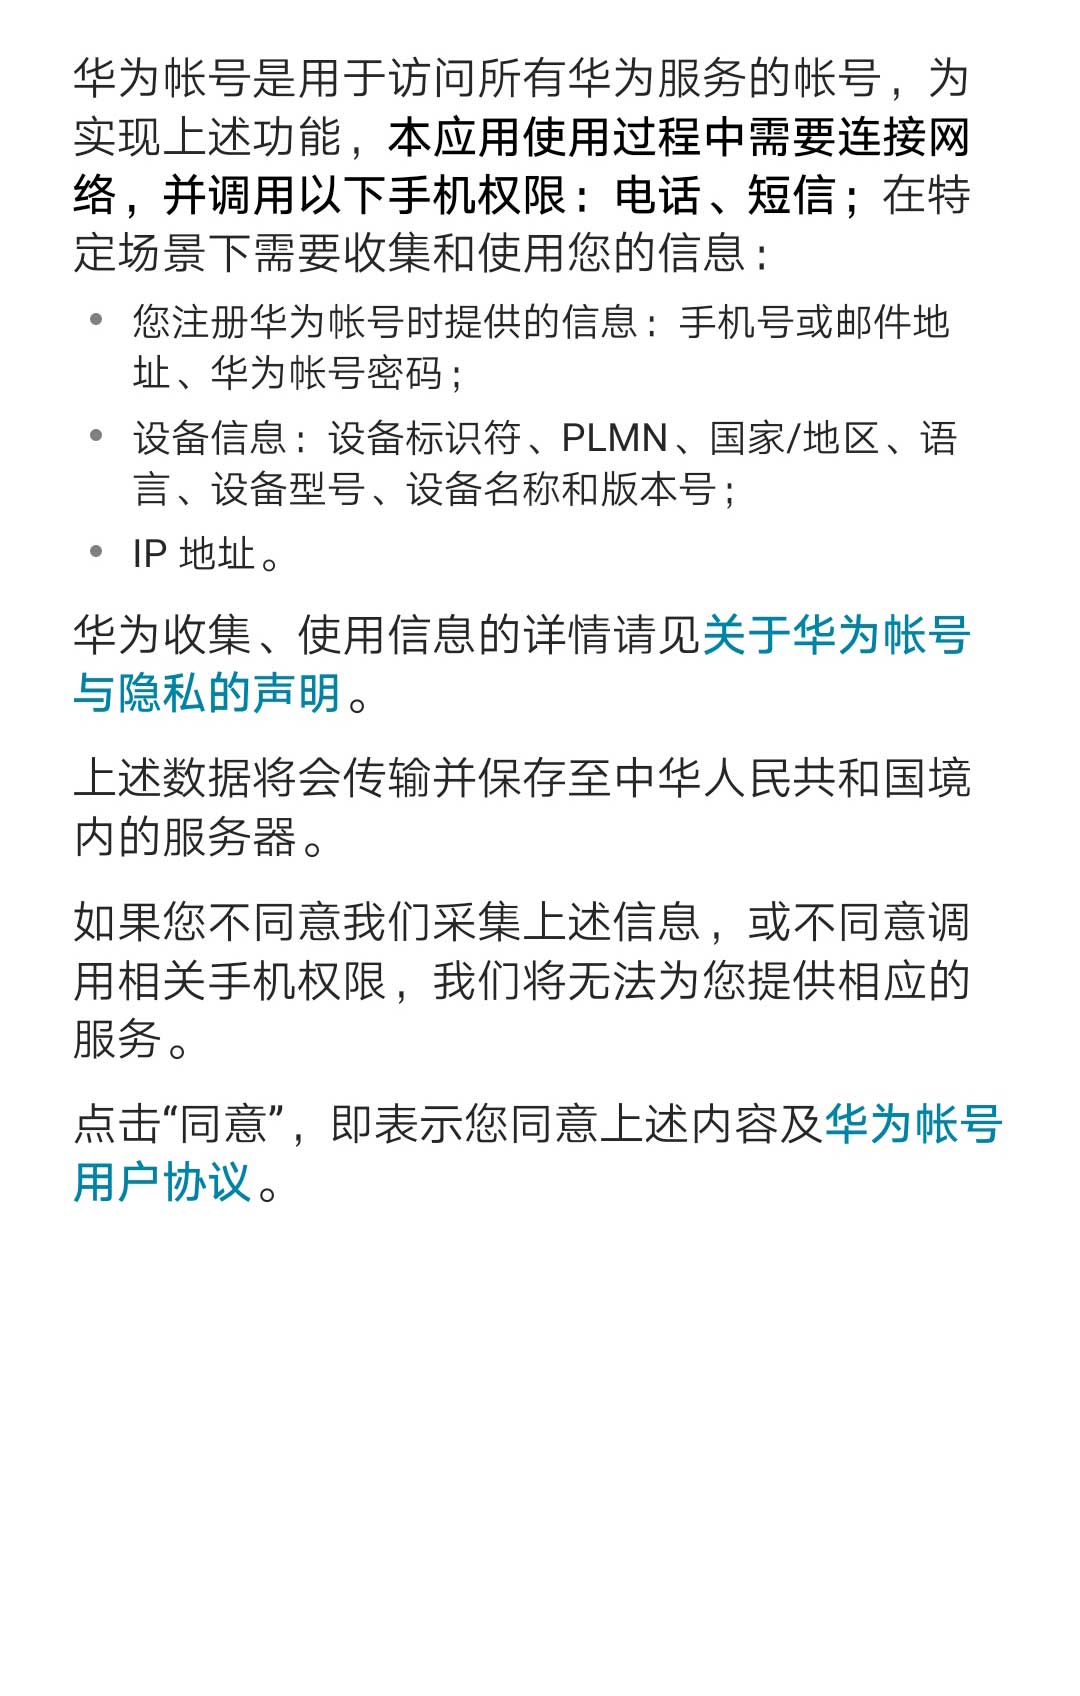 华为帐号是用于访问所有华为服务的帐号，为
实现上述功能，本应用使用过程中需要连接网
络，并调用以下手机权限：电话、短信；在特
定场景下需要收集和使用您的信息：
• 您注册华为帐号时提供的信息：手机号或邮件地
址、华为帐号密码；
• 设备信息：设备标识符、PLMN、国家/地区、语
言、设备型号、设备名称和版本号；
• IP 地址。
华为收集、使用信息的详情请见关于华为帐号
与隐私的声明。
上述数据将会传输并保存至中华人民共和国境
内的服务器。
如果您不同意我们采集上述信息，或不同意调
用相关手机权限，我们将无法为您提供相应的
服务。
点击“同意”，即表示您同意上述内容及华为帐号
用户协议。